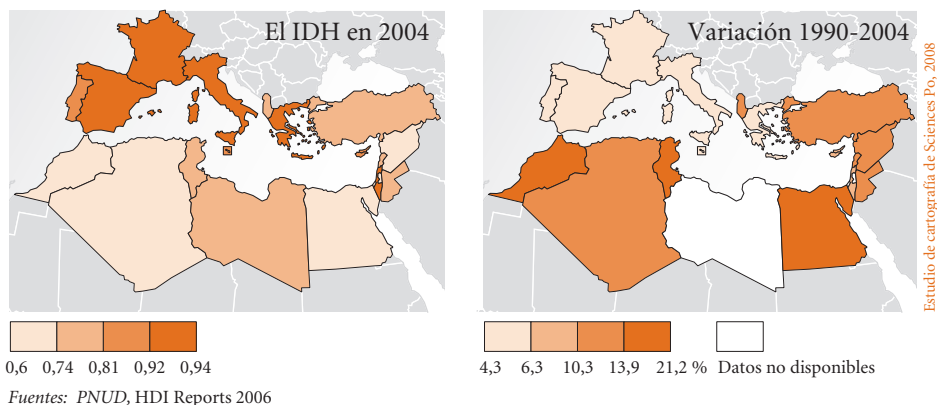 El IDH en 2004
0,6 0,74 0,81 0,92 0,94
Fuentes: PNUD, HDI Reports 2006
Variación 1990-2004
4,3 6,3 10,3 13,9 21,2 % Datos no disponibles
Estudio de cartografía de Sciences Po, 2008